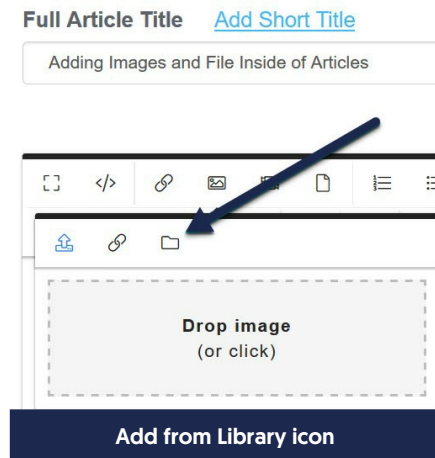 Full Article Title Add Short Title
Adding Images and File Inside of Articles
Drop image
(or click)
Add from Library icon